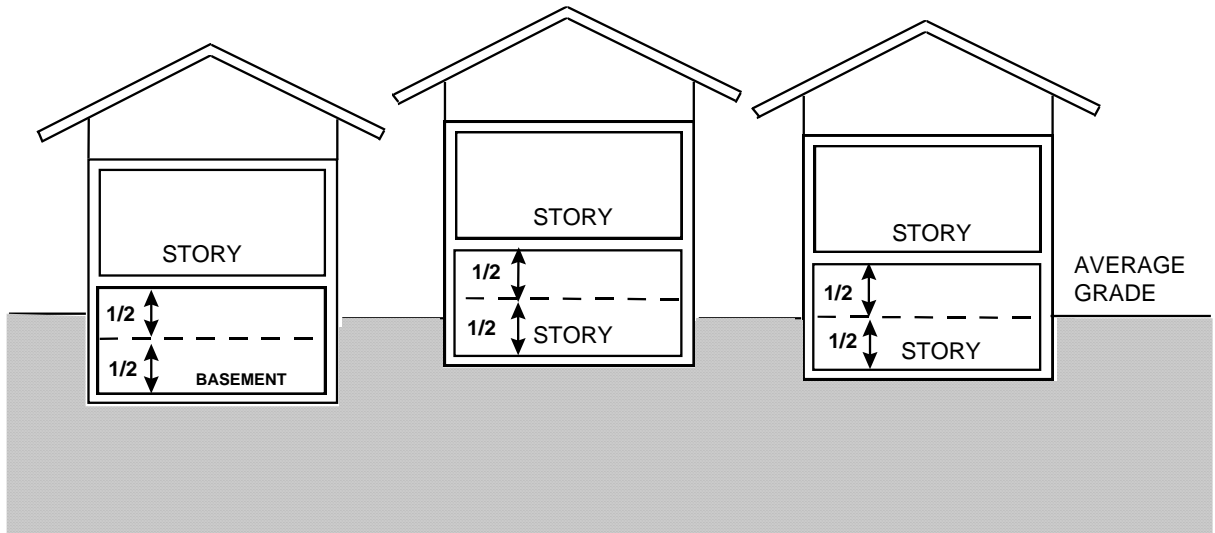 STORY
1/2
1/2
BASEMENT
STORY
1/2
1/2
STORY
STORY
1/2
1/2
STORY
AVERAGE
GRADE